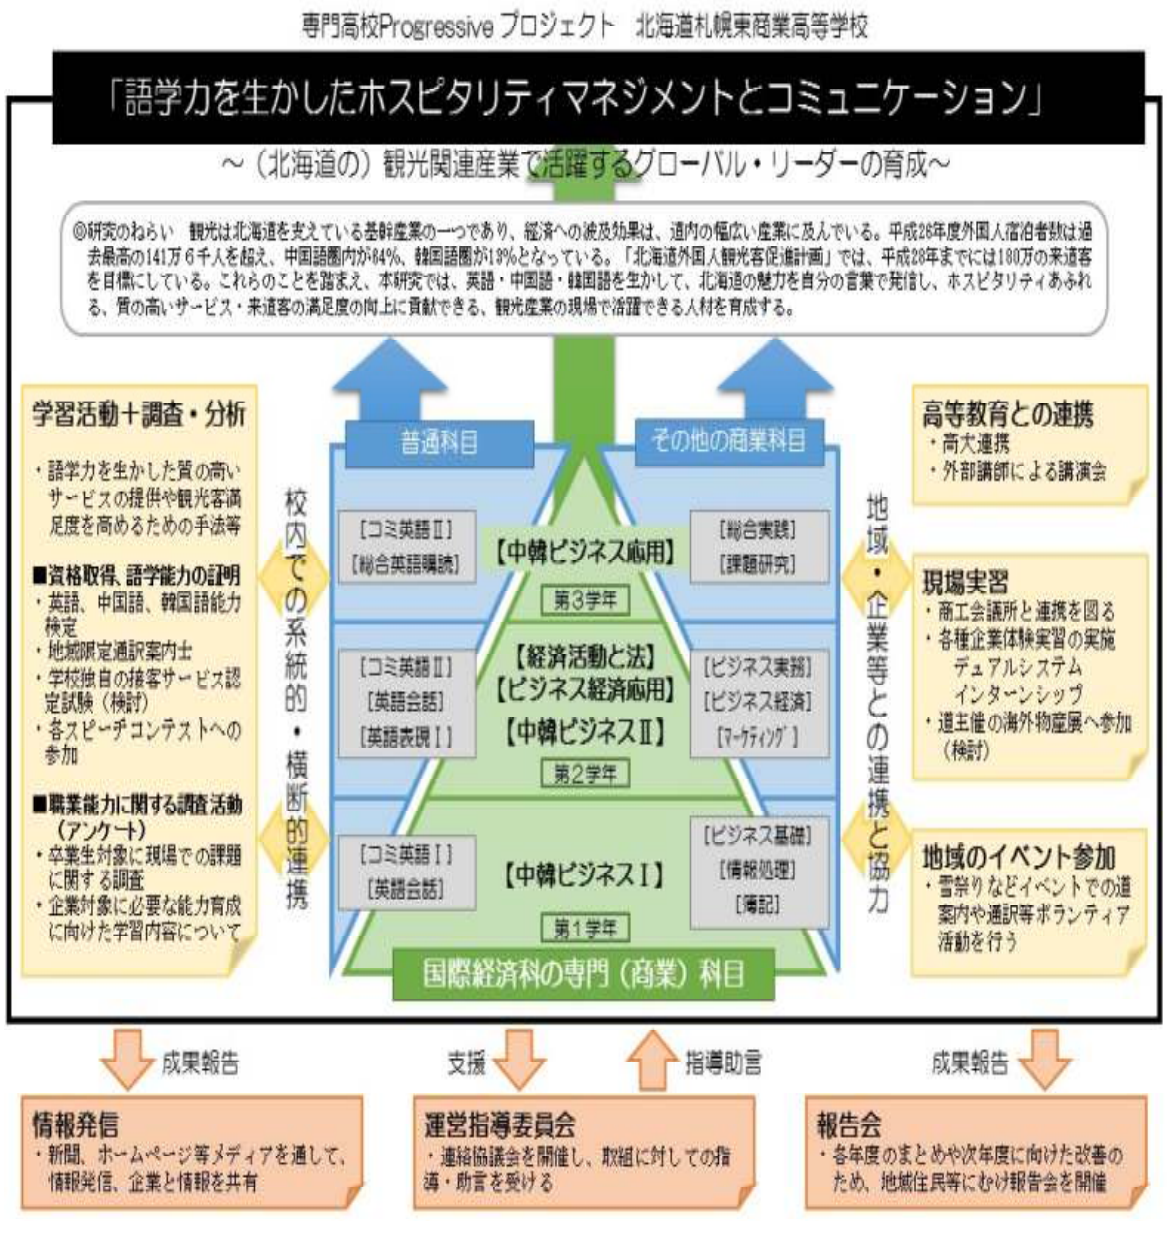 専門高校Progressive プロジェクト　北海道札幌東商業高等学校
「語学力を生かしたホスピタリティマネジメントとコミュニケーション」
～（北海道の）観光関連産業で活躍するグローバル・リーダーの育成～
◎研究のねらい　観光は北海道を支えている基幹産業の一つであり、経済への波及効果は、道内の幅広い産業に及んでいる。平成26年度外国人宿泊者数は過
去最高の141万６千人を超え、中国語圏内が64%、韓国語圏が13%となっている。「北海道外国人観光客促進計画」では、平成28年までには180万の来道客
を目標にしている。これらのことを踏まえ、本研究では、英語・中国語・韓国語を生かして、北海道の魅力を自分の言葉で発信し、ホスピタリティあふれ
る、質の高いサービス・来道客の満足度の向上に貢献できる、観光産業の現場で活躍できる人材を育成する。
学習活動＋調査・分析
・語学力を生かした質の高い
サービスの提供や観光客満
足度を高めるための手法等
■資格取得、語学能力の証明
・英語、中国語、韓国語能力
検定
・地域限定通訳案内士
・学校独自の接客サービス認
定試験（検討）
・各スピーチコンテストへの
参加
■職業能力に関する調査活動
（アンケート）
・卒業生対象に現場での課題
に関する調査
・企業対象に必要な能力育成
に向けた学習内容について
校内での系統的・横断的連携
普通科目
［コミ英語Ⅱ］
［総合英語購読］
［コミ英語Ⅱ］
［英語会話］
［英語表現Ⅰ］
［コミ英語Ⅰ］
［英語会話］
【中韓ビジネス応用】
第３学年
【経済活動と法】
【ビジネス経済応用】
【中韓ビジネスⅡ】
第２学年
【中韓ビジネスⅠ】
第１学年
国際経済科の専門（商業）科目
その他の商業科目
［総合実践］
［課題研究］
［ビジネス実務］
［ビジネス経済］
［ﾏｰｹﾃｨﾝｸﾞ］
［ビジネス基礎］
［情報処理］
［簿記］
地域・企業等との連携と協力
高等教育との連携
・高大連携
・外部講師による講演会
現場実習
・商工会議所と連携を図る
・各種企業体験実習の実施
デュアルシステム
インターンシップ
・道主催の海外物産展へ参加
（検討）
地域のイベント参加
・雪祭りなどイベントでの道
案内や通訳等ボランティア
活動を行う
成果報告
支援
指導助言
成果報告
情報発信
・新聞、ホームページ等メディアを通して、
情報発信、企業と情報を共有
運営指導委員会
・連絡協議会を開催し、取組に対しての指
導・助言を受ける
報告会
・各年度のまとめや次年度に向けた改善の
ため、地域住民等にむけ報告会を開催